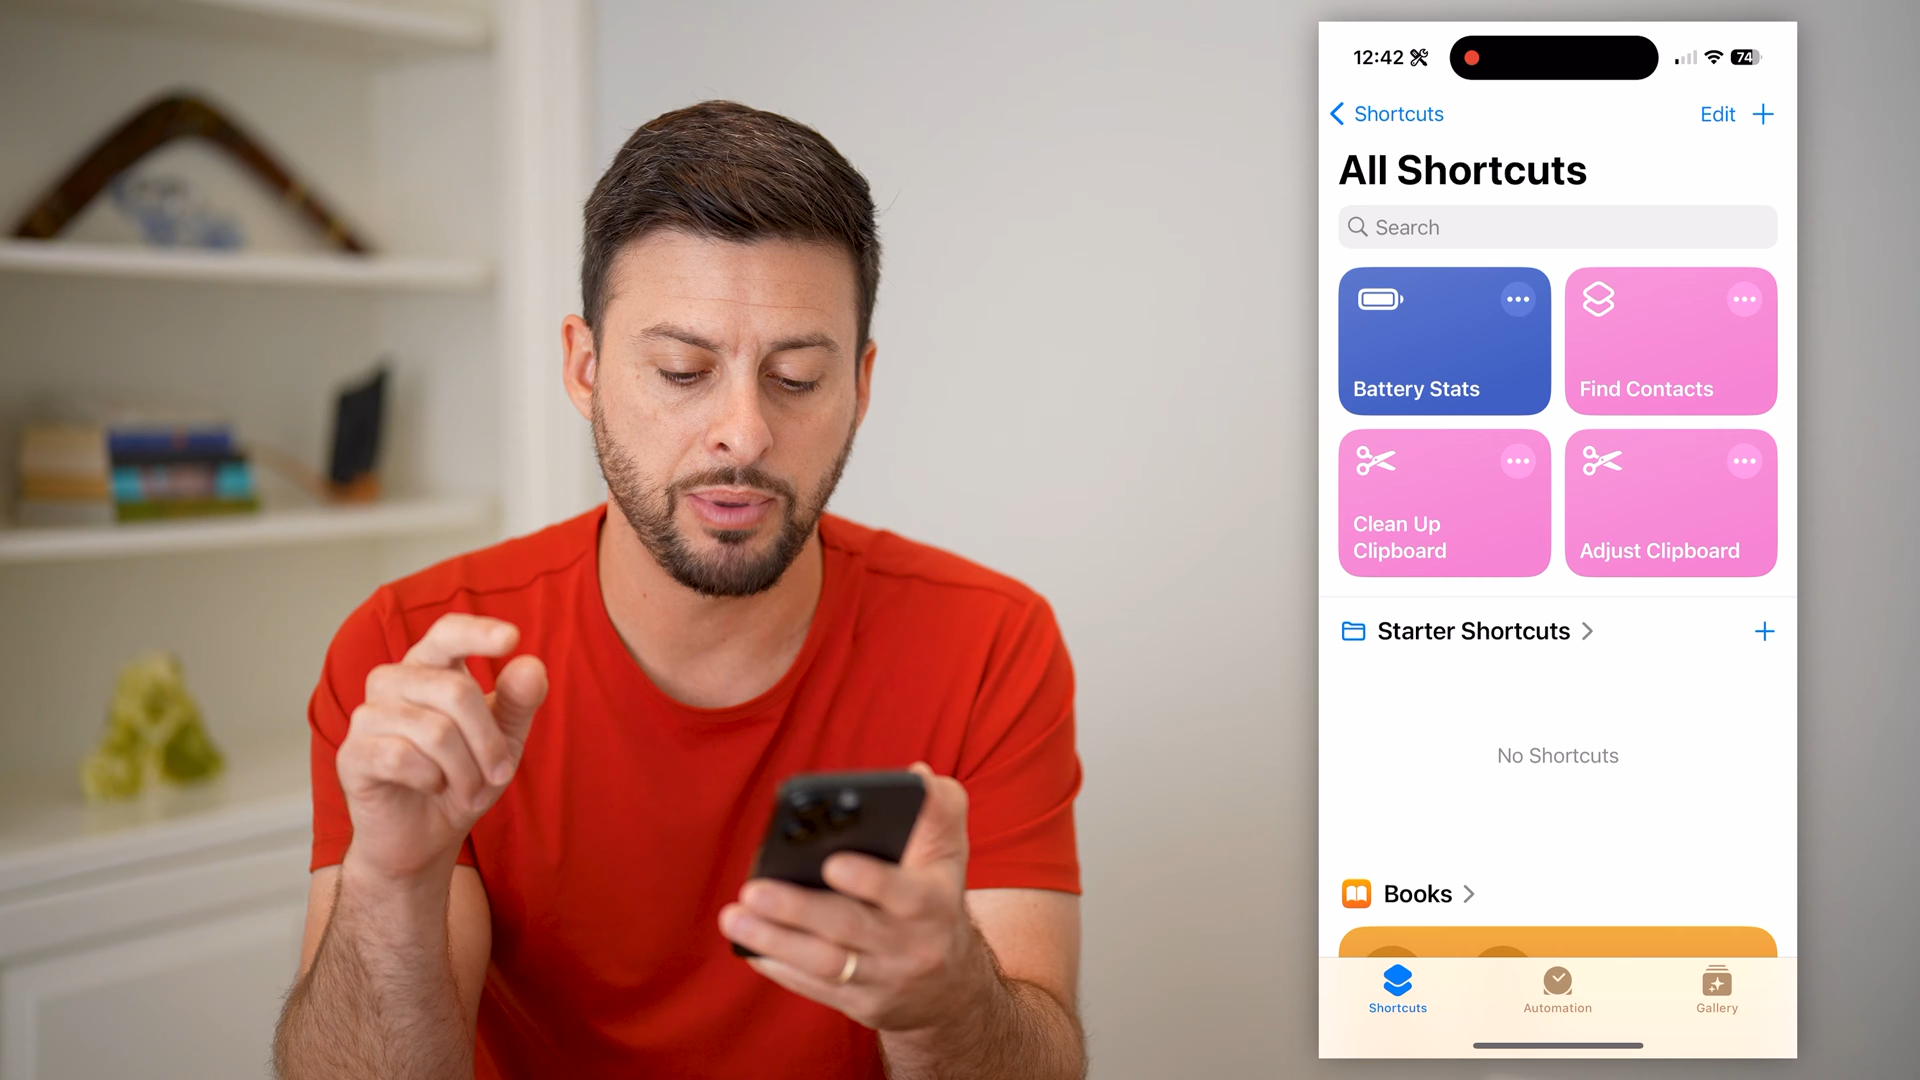 12:42
74
Shortcuts
Edit
All Shortcuts
Search
Battery Stats
Find Contacts
Clean Up
Clipboard
Adjust Clipboard
Starter Shortcuts
No Shortcuts
Books
Shortcuts
Automation
Gallery